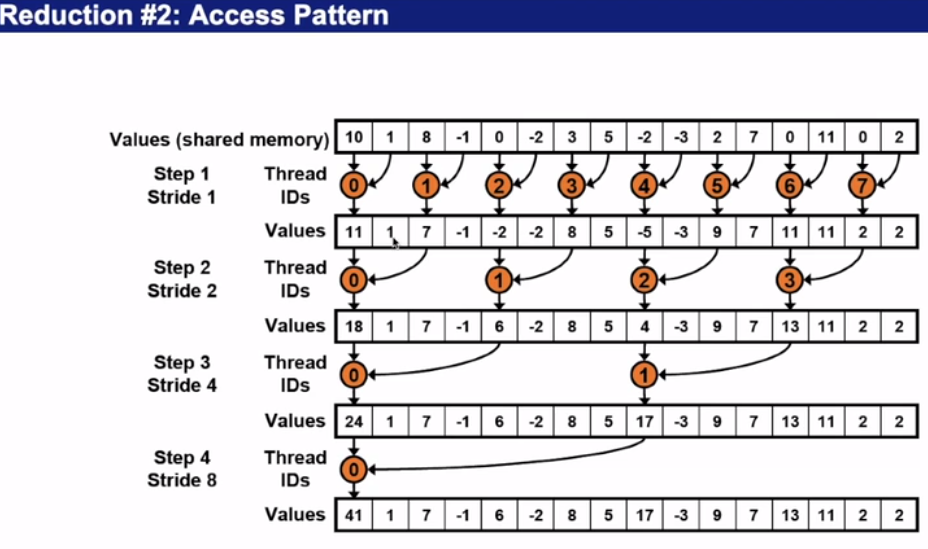 Reduction #2: Access Pattern
Values (shared memory) 10 1 8 -1 0 -2 3 5 -2 -3 2 7 0 11 0 2
Step 1 Thread 0 1 2 3 4 5 6 7
Stride 1 IDs
Values 11 1 7 -1 -2 -2 8 5 -5 -3 9 7 11 11 2 2
Step 2 Thread 0 1 2 3
Stride 2 IDs
Values 18 1 7 -1 6 -2 8 5 4 -3 9 7 13 11 2 2
Step 3 Thread 0 1
Stride 4 IDs
Values 24 1 7 -1 6 -2 8 5 17 -3 9 7 13 11 2 2
Step 4 Thread 0
Stride 8 IDs
Values 41 1 7 -1 6 -2 8 5 17 -3 9 7 13 11 2 2